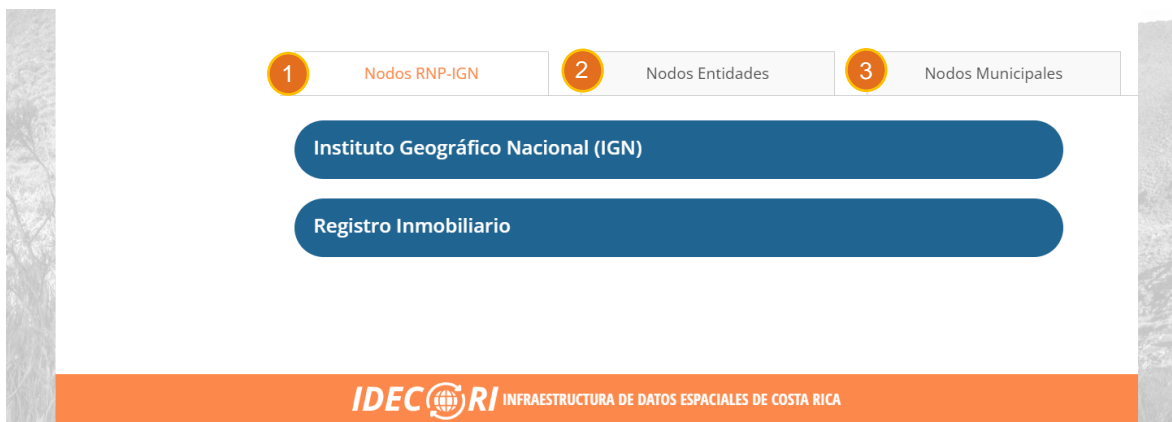 1 Nodos RNP-IGN 2 Nodos Entidades 3 Nodos Municipales
Instituto Geográfico Nacional (IGN)
Registro Inmobiliario
IDECORI INFRAESTRUCTURA DE DATOS ESPACIALES DE COSTA RICA